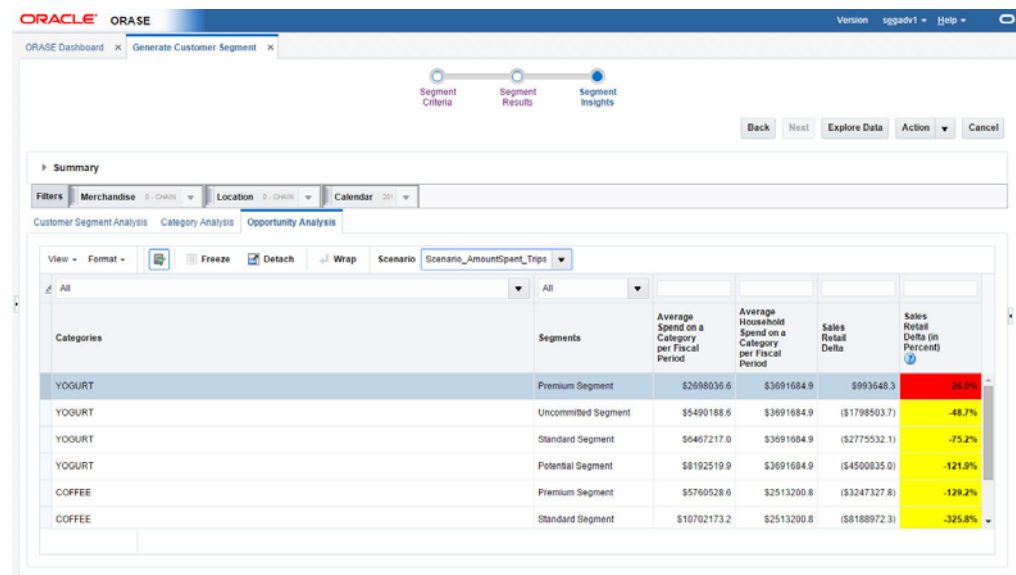 ORACLE ORASE
Version segadv1 Help
ORASE Dashboard × Generate Customer Segment ×
Segment Criteria
Segment Results
Segment Insights
Back Next Explore Data Action Cancel
Summary
Filters Merchandise 0 - CHAIN Location 0 - CHAIN Calendar 201
Customer Segment Analysis Category Analysis Opportunity Analysis
View Format Freeze Detach Wrap Scenario Scenario_AmountSpent_Trips
All All
Categories
Segments
Average
Spend on a
Category
per Fiscal
Period
Average
Household
Spend on a
Category
per Fiscal
Period
Sales
Retail
Delta
Sales
Retail
Delta (in
Percent)
?
YOGURT Premium Segment $2698036.6 $3691684.9 $993648.3 26.9%
YOGURT Uncommitted Segment $5490188.6 $3691684.9 ($1798503.7) -48.7%
YOGURT Standard Segment $6467217.0 $3691684.9 ($2775532.1) -75.2%
YOGURT Potential Segment $8192519.9 $3691684.9 ($4500835.0) -121.9%
COFFEE Premium Segment $5760528.6 $2513200.8 ($3247327.8) -129.2%
COFFEE Standard Segment $10702173.2 $2513200.8 ($8188972.3) -325.8%